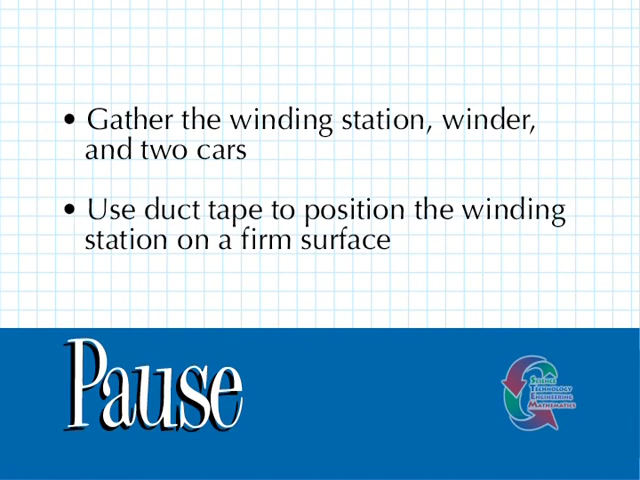 • Gather the winding station, winder,
and two cars
• Use duct tape to position the winding
station on a firm surface
Pause
Science
Technology
Engineering
Mathematics